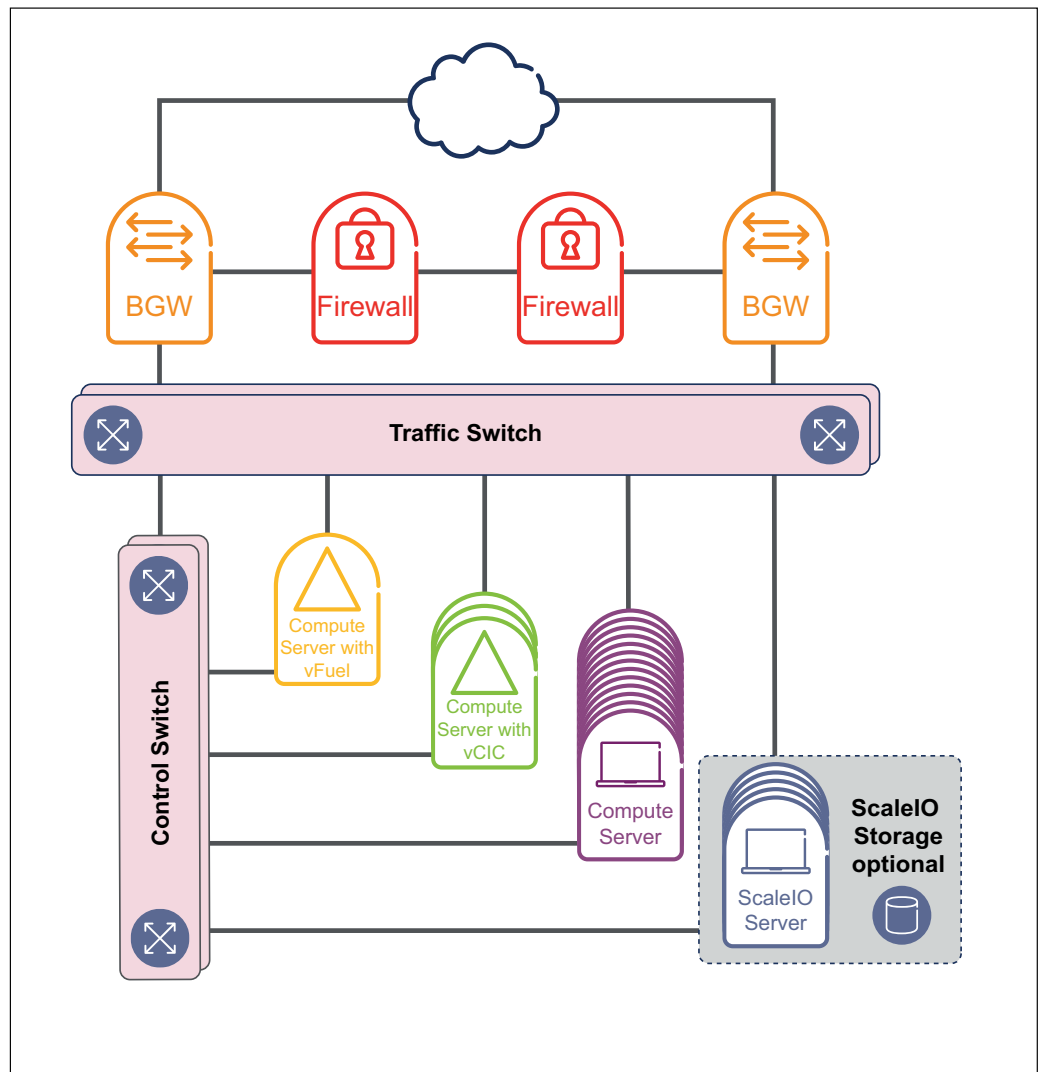 BGW
Firewall
Firewall
BGW
Traffic Switch
Control Switch
Compute
Server with
vFuel
Compute
Server with
vCIC
Compute
Server
ScaleIO
Server
ScaleIO
Storage
optional